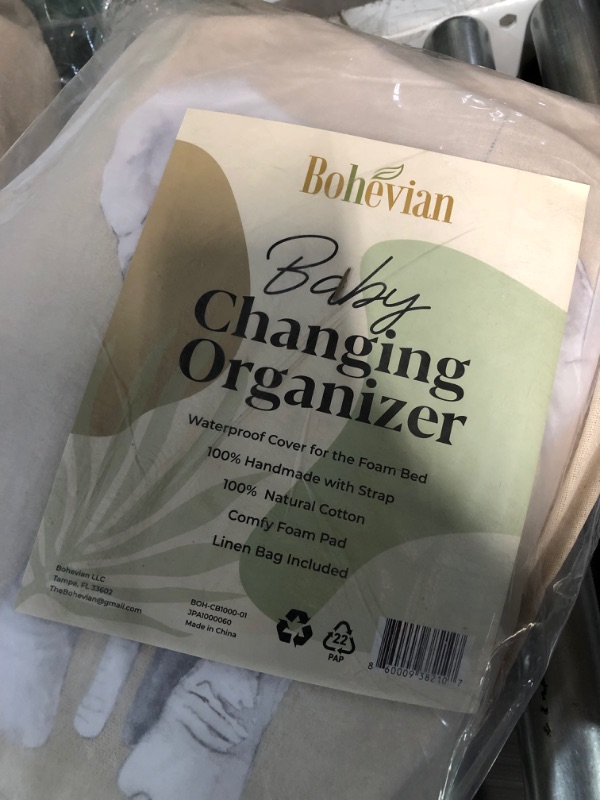 Bohevian
Baby
Changing
Organizer
Waterproof Cover for the Foam Bed
100% Handmade with Strap
100% Natural Cotton
Comfy Foam Pad
Linen Bag Included
Bohevian LLC
Tampa, FL 33602
TheBohevian@gmail.com
BOH-CB1000-01
JPA1000060
Made in China
22
PAP
8 60009 38210 7